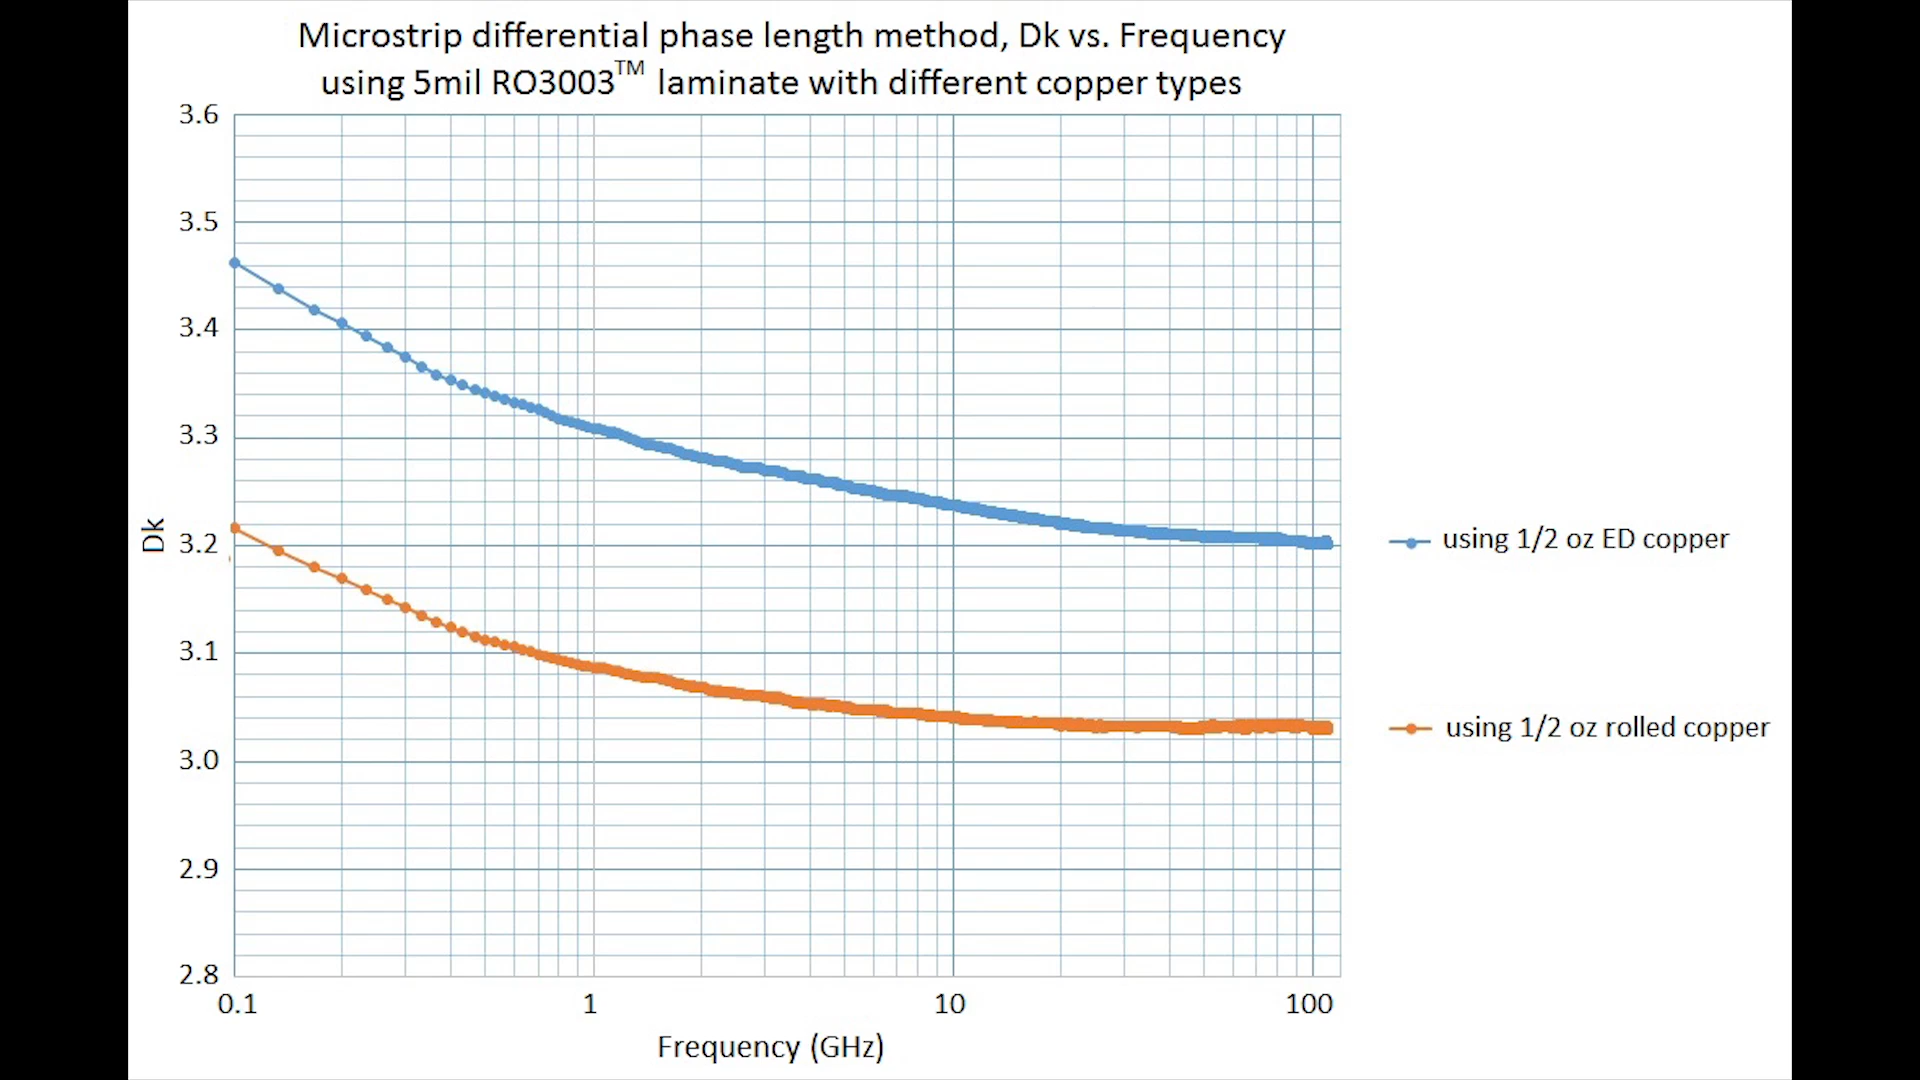 Microstrip differential phase length method, Dk vs. Frequency
using 5mil RO3003™ laminate with different copper types
3.6
3.5
3.4
3.3
3.2
3.1
3.0
2.9
2.8
Dk
0.1 1 10 100
Frequency (GHz)
using 1/2 oz ED copper
using 1/2 oz rolled copper